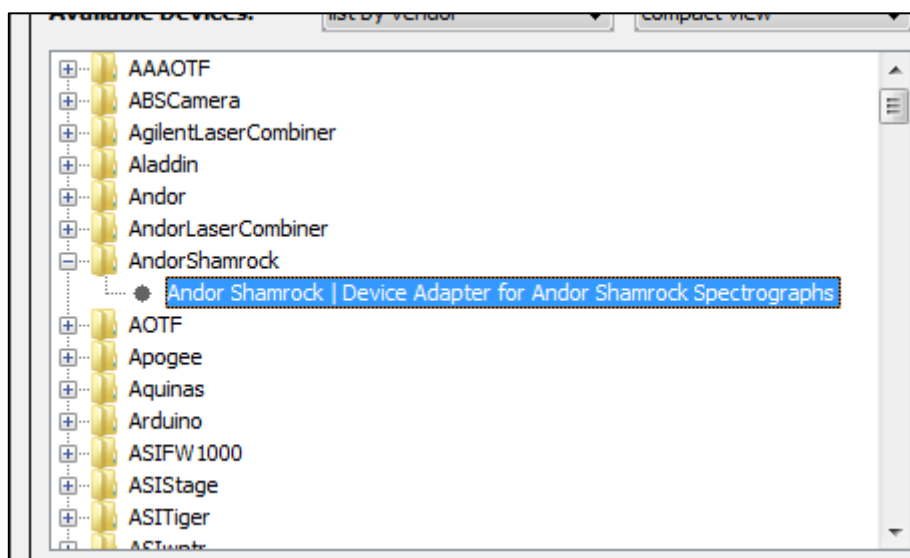 Available Devices: list by vendor compact view
AAAOTF
ABSCamera
AgilentLaserCombiner
Aladdin
Andor
AndorLaserCombiner
AndorShamrock
Andor Shamrock | Device Adapter for Andor Shamrock Spectrographs
AOTF
Apogee
Aquinas
Arduino
ASIFW1000
ASIStage
ASITiger
ASIwptr